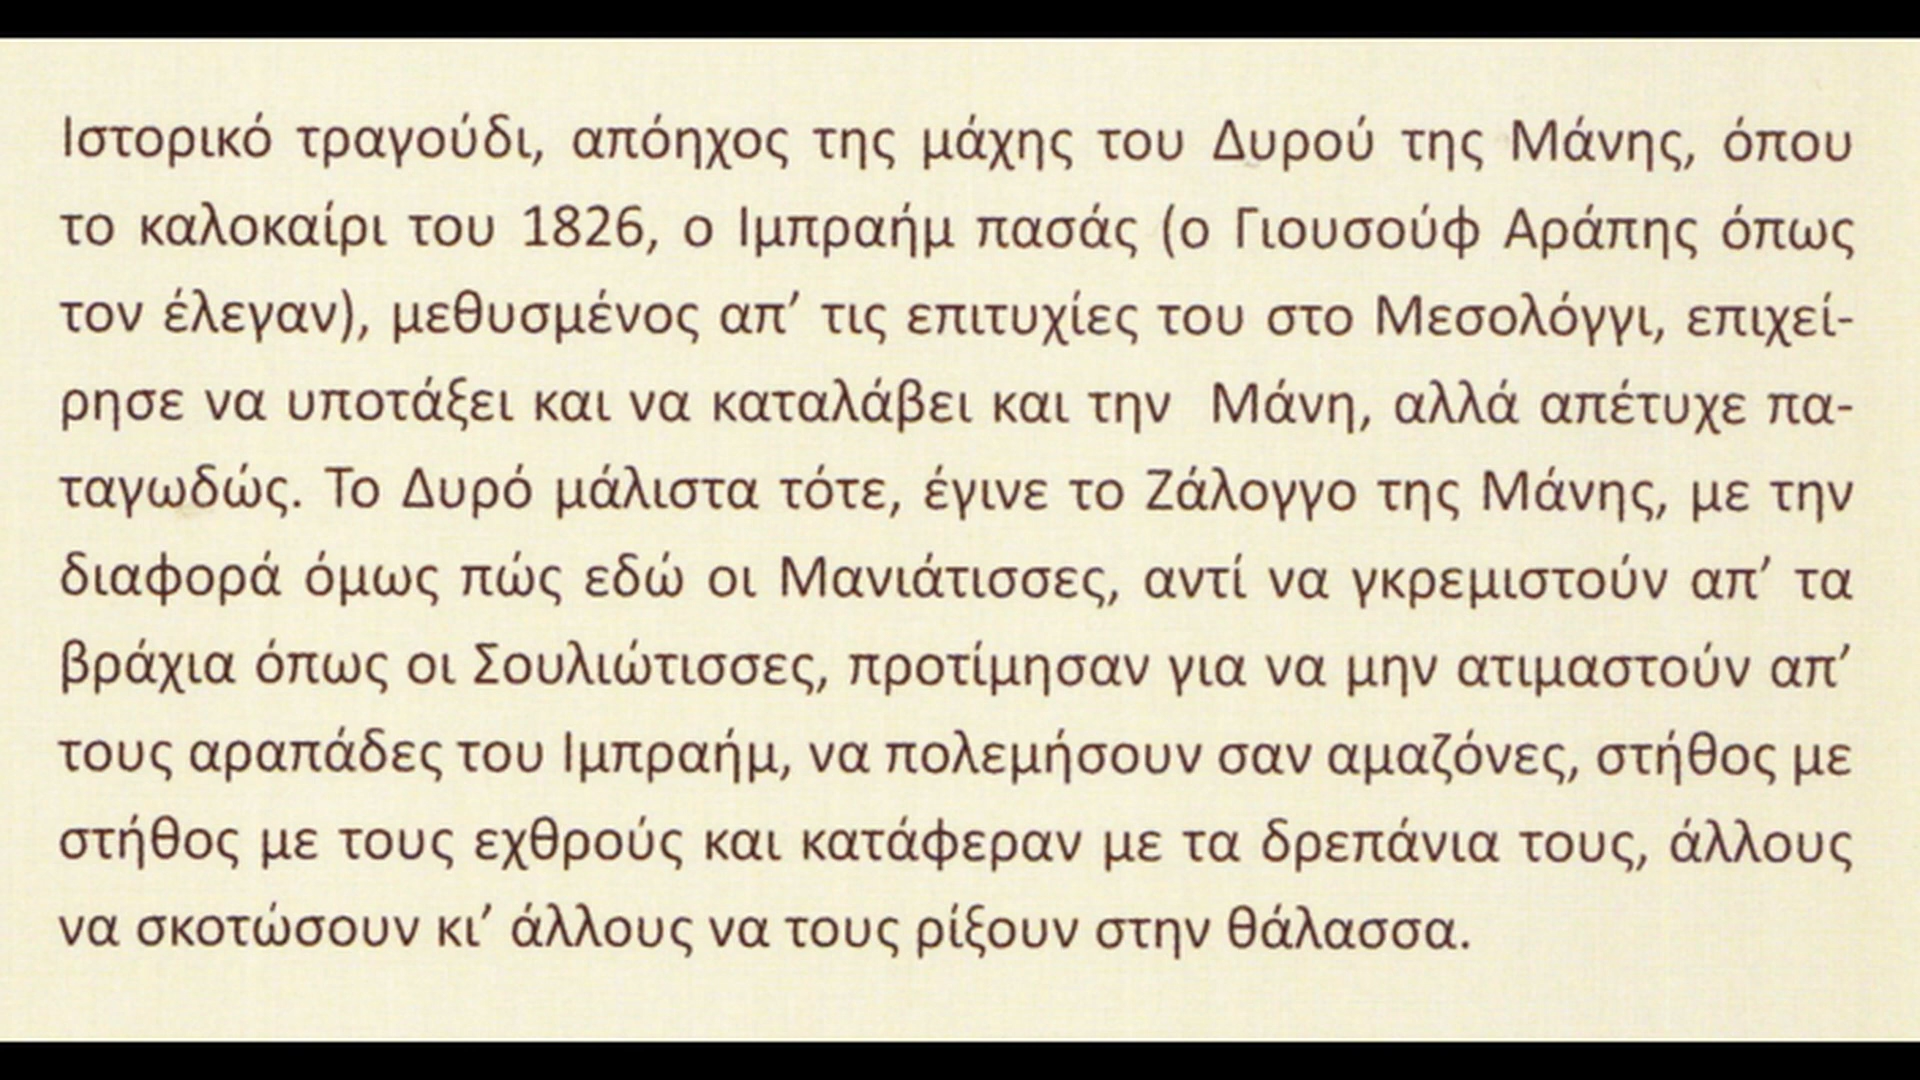 Ιστορικό τραγούδι, απόηχος της μάχης του Δυρού της Μάνης, όπου
το καλοκαίρι του 1826, ο Ιμπραήμ πασάς (ο Γιουσούφ Αράπης όπως
τον έλεγαν), μεθυσμένος απ’ τις επιτυχίες του στο Μεσολόγγι, επιχεί-
ρησε να υποτάξει και να καταλάβει και την  Μάνη, αλλά απέτυχε πα-
ταγωδώς. Το Δυρό μάλιστα τότε, έγινε το Ζάλογγο της Μάνης, με την
διαφορά όμως πώς εδώ οι Μανιάτισσες, αντί να γκρεμιστούν απ’ τα
βράχια όπως οι Σουλιώτισσες, προτίμησαν για να μην ατιμαστούν απ’
τους αραπάδες του Ιμπραήμ, να πολεμήσουν σαν αμαζόνες, στήθος με
στήθος με τους εχθρούς και κατάφεραν με τα δρεπάνια τους, άλλους
να σκοτώσουν κι’ άλλους να τους ρίξουν στην θάλασσα.